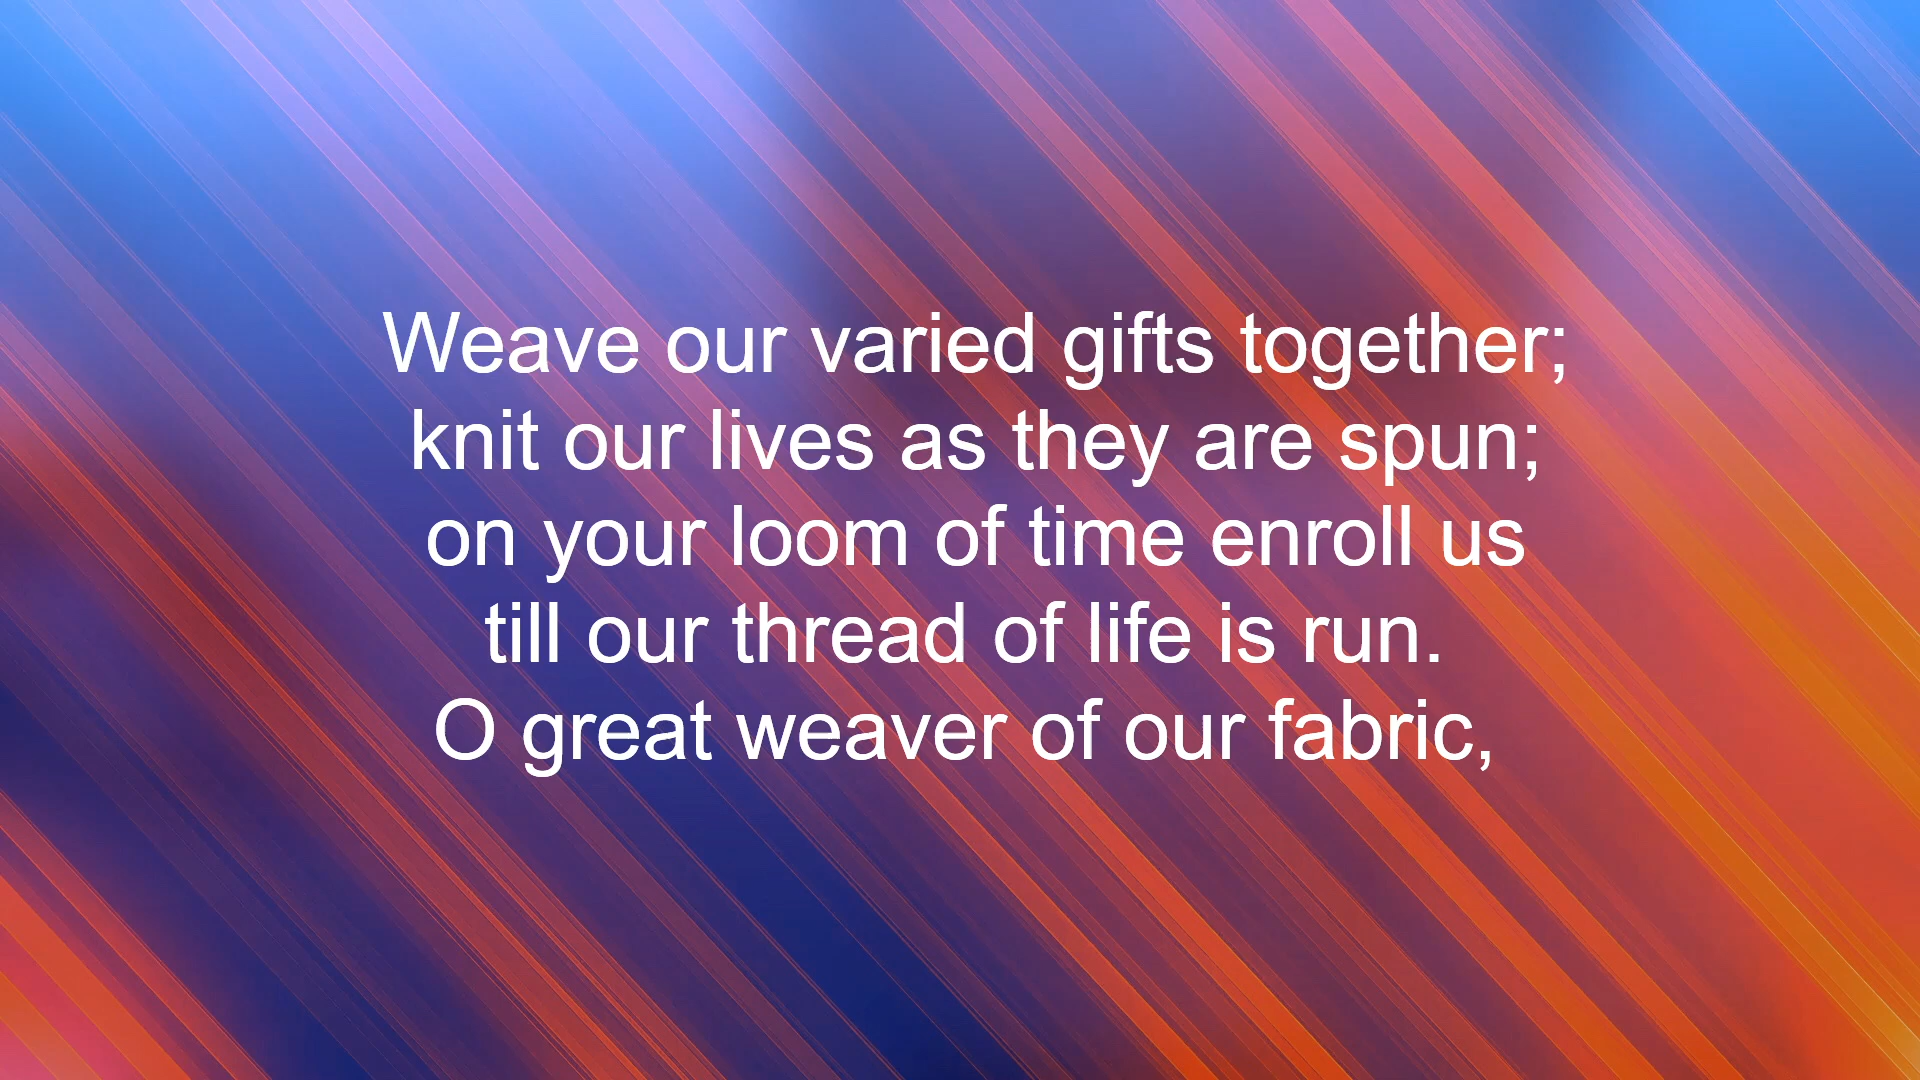 Weave our varied gifts together;
knit our lives as they are spun;
on your loom of time enroll us
till our thread of life is run.
O great weaver of our fabric,